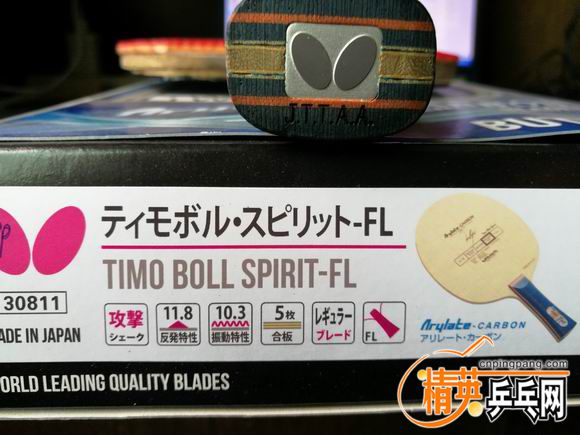 J.T.T.A.A.
BU
ティモボル・スピリット-FL
TIMO BOLL SPIRIT-FL
30811
MADE IN JAPAN
攻撃
シェーク
11.8
反発特性
10.3
振動特性
5枚
合板
レギュラー
ブレード
FL
Arylate-CARBON
アリレート・カーボン
WORLD LEADING QUALITY BLADES
cnpingpang.com
精英乒乓网